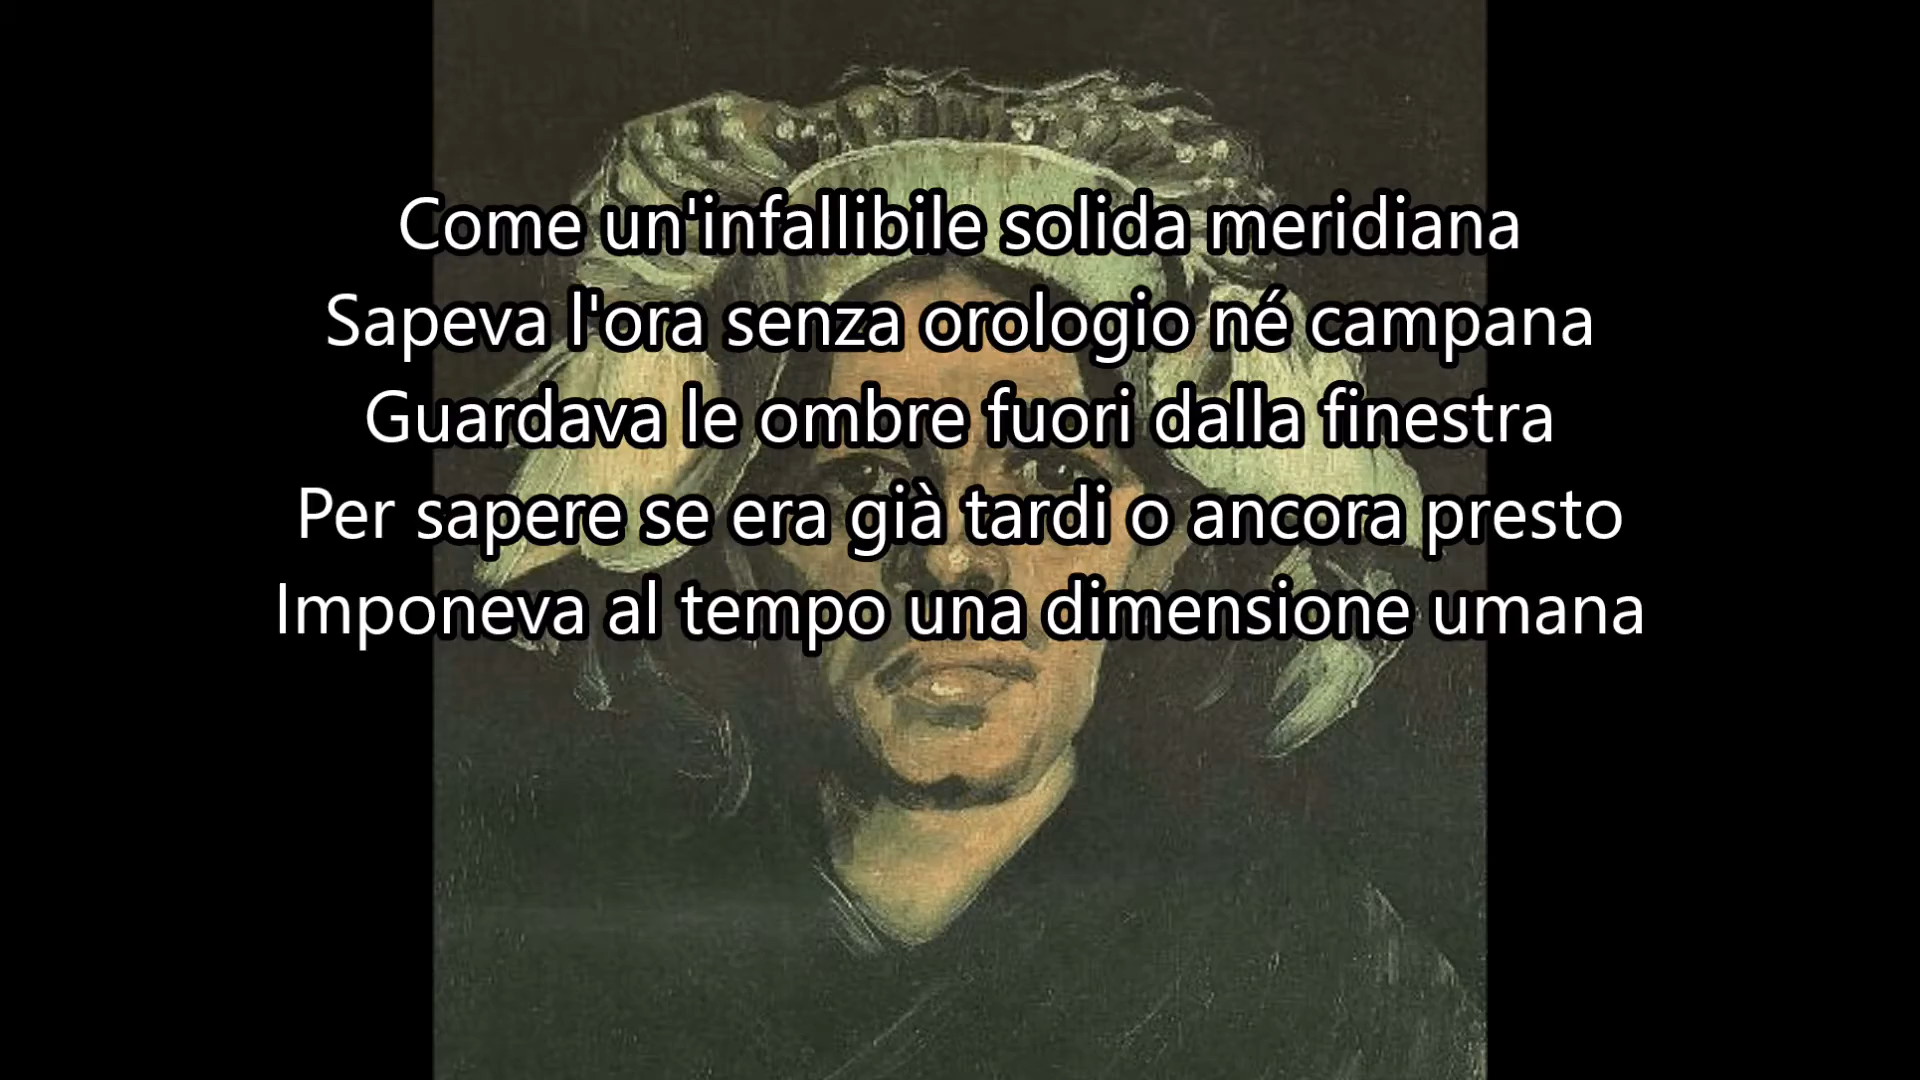 Come un'infallibile solida meridiana
Sapeva l'ora senza orologio né campana
Guardava le ombre fuori dalla finestra
Per sapere se era già tardi o ancora presto
Imponeva al tempo una dimensione umana